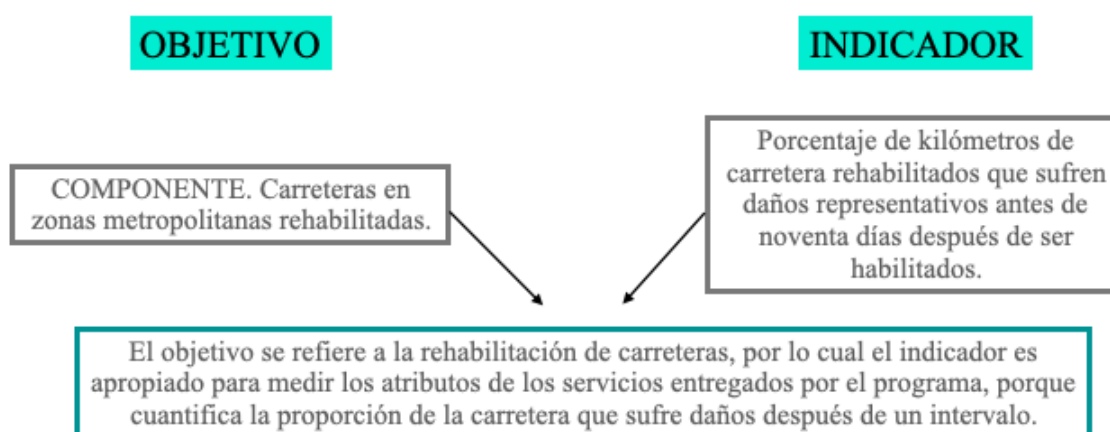 OBJETIVO
INDICADOR
COMPONENTE. Carreteras en
zonas metropolitanas rehabilitadas.
Porcentaje de kilómetros de
carretera rehabilitados que sufren
daños representativos antes de
noventa días después de ser
habilitados.
El objetivo se refiere a la rehabilitación de carreteras, por lo cual el indicador es
apropiado para medir los atributos de los servicios entregados por el programa, porque
cuantifica la proporción de la carretera que sufre daños después de un intervalo.